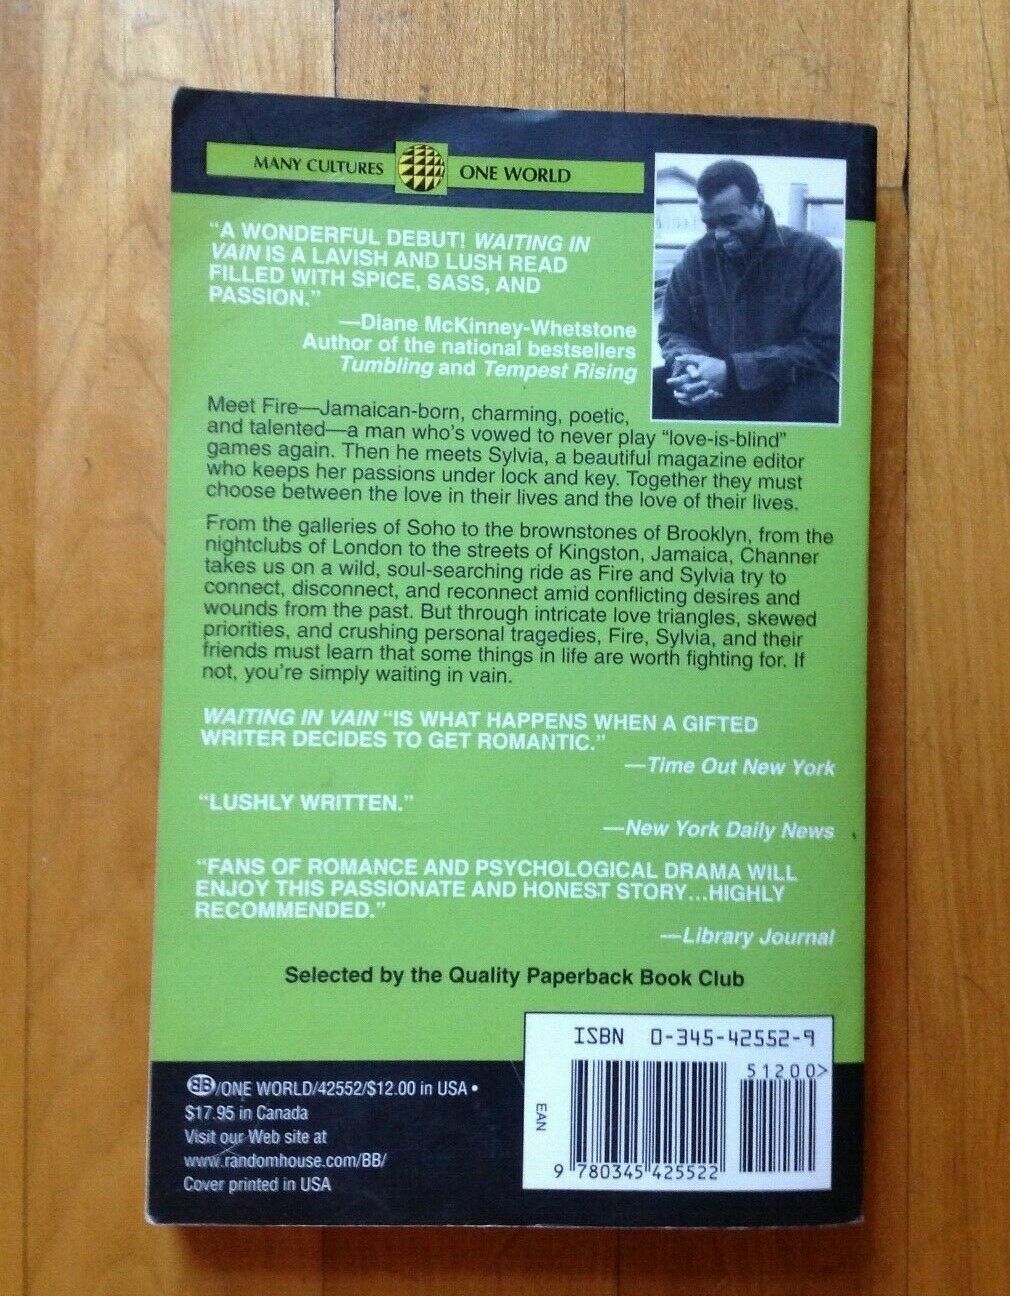 MANY CULTURES ONE WORLD
“A WONDERFUL DEBUT! WAITING IN
VAIN IS A LAVISH AND LUSH READ
FILLED WITH SPICE, SASS, AND
PASSION.”
—Diane McKinney-Whetstone
Author of the national bestsellers
Tumbling and Tempest Rising
Meet Fire—Jamaican-born, charming, poetic,
and talented—a man who’s vowed to never play “love-is-blind”
games again. Then he meets Sylvia, a beautiful magazine editor
who keeps her passions under lock and key. Together they must
choose between the love in their lives and the love of their lives.
From the galleries of Soho to the brownstones of Brooklyn, from the
nightclubs of London to the streets of Kingston, Jamaica, Channer
takes us on a wild, soul-searching ride as Fire and Sylvia try to
connect, disconnect, and reconnect amid conflicting desires and
wounds from the past. But through intricate love triangles, skewed
priorities, and crushing personal tragedies, Fire, Sylvia, and their
friends must learn that some things in life are worth fighting for. If
not, you’re simply waiting in vain.
WAITING IN VAIN “IS WHAT HAPPENS WHEN A GIFTED
WRITER DECIDES TO GET ROMANTIC.”
—Time Out New York
“LUSHLY WRITTEN.”
—New York Daily News
“FANS OF ROMANCE AND PSYCHOLOGICAL DRAMA WILL
ENJOY THIS PASSIONATE AND HONEST STORY...HIGHLY
RECOMMENDED.”
—Library Journal
Selected by the Quality Paperback Book Club
BB/ONE WORLD/42552/$12.00 in USA •
$17.95 in Canada
Visit our Web site at
www.randomhouse.com/BB/
Cover printed in USA
ISBN 0-345-42552-9
51200>
EAN
9 780345 425522